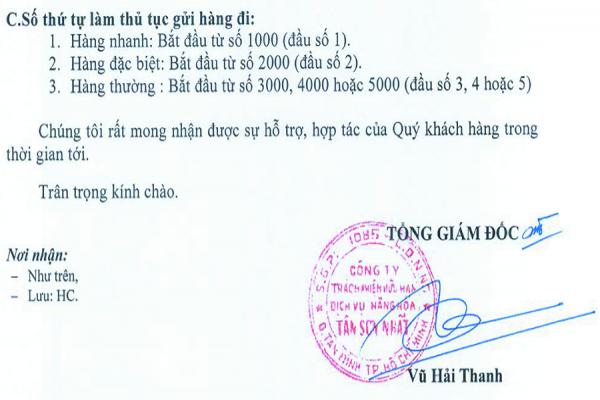 C.Số thứ tự làm thủ tục gửi hàng đi:
1. Hàng nhanh: Bắt đầu từ số 1000 (đầu số 1).
2. Hàng đặc biệt: Bắt đầu từ số 2000 (đầu số 2).
3. Hàng thường : Bắt đầu từ số 3000, 4000 hoặc 5000 (đầu số 3, 4 hoặc 5)
Chúng tôi rất mong nhận được sự hỗ trợ, hợp tác của Quý khách hàng trong
thời gian tới.
Trân trọng kính chào.
TỔNG GIÁM ĐỐC
Nơi nhận:
– Như trên,
– Lưu: HC.
CÔNG TY
TRÁCH NHIỆM HỮU HẠN
DỊCH VỤ HÀNG HÓA
TÂN SƠN NHẤT
Q.TÂN BÌNH TP.HỒ CHÍ MINH
Vũ Hải Thanh